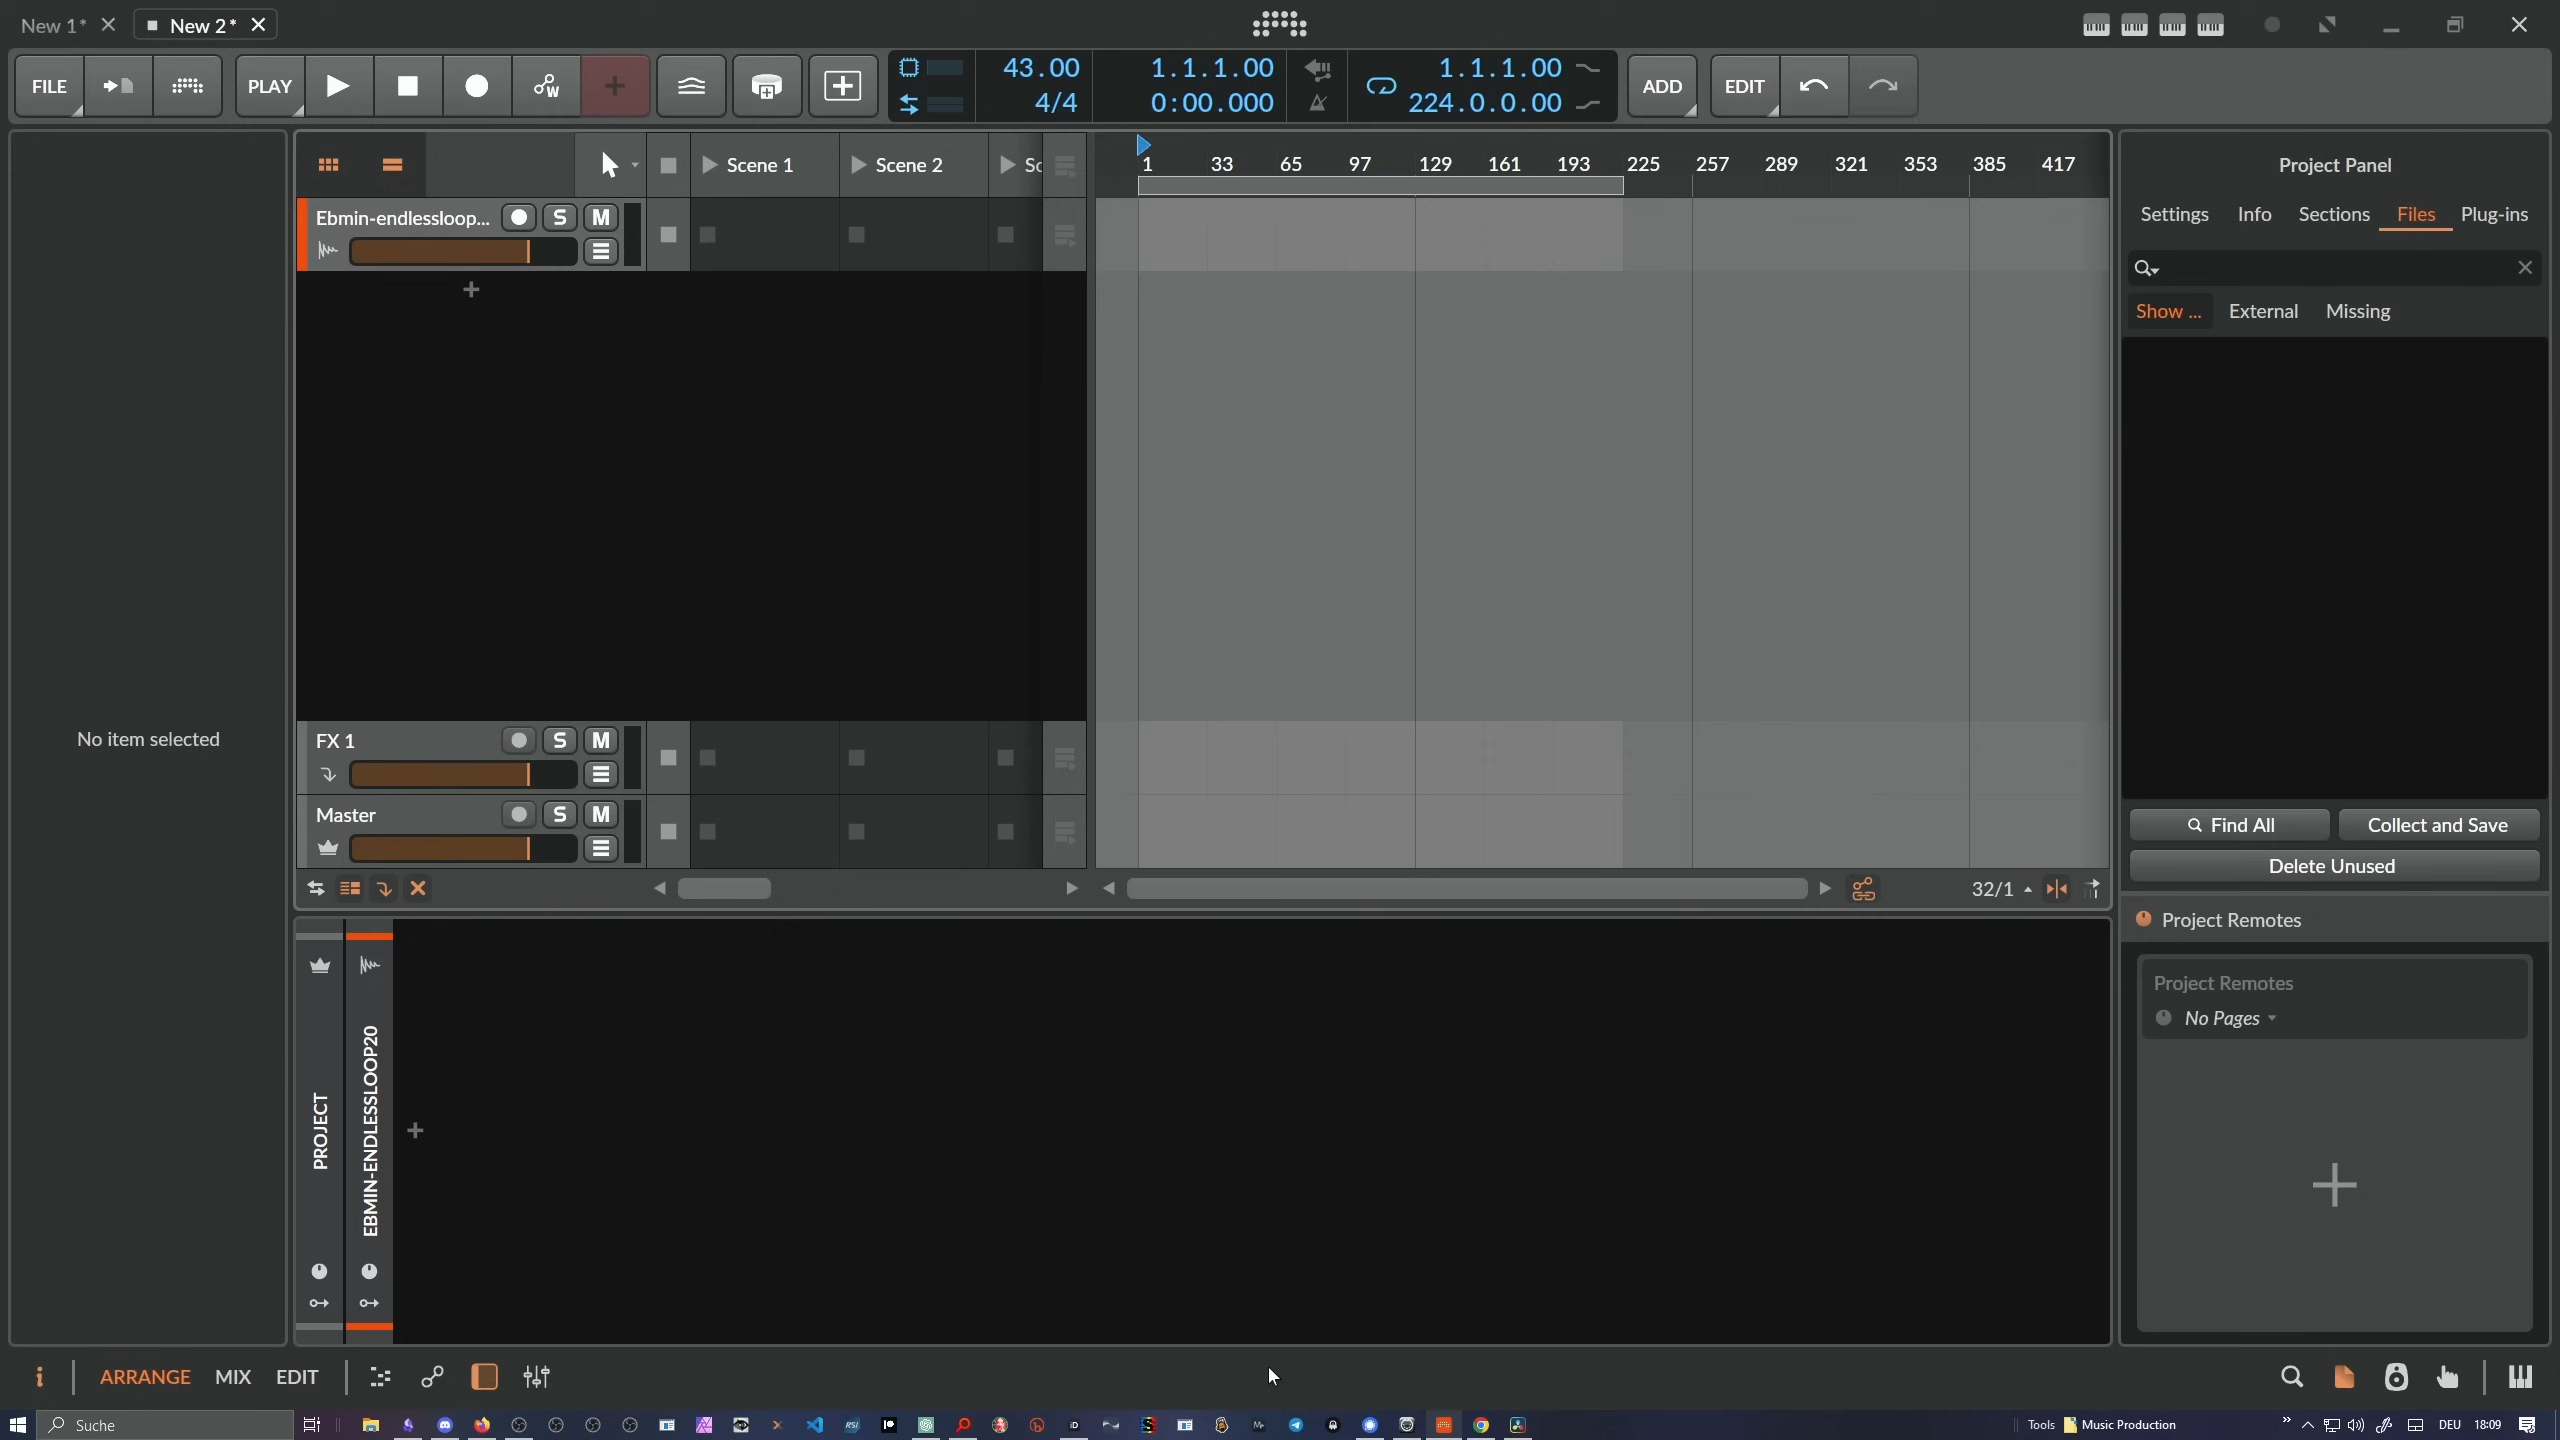 New 1*
New 2*
FILE
PLAY
43.00
4/4
1.1.1.00
0:00.000
1.1.1.00
224.0.0.00
ADD
EDIT
Scene 1
Scene 2
Sc
1 33 65 97 129 161 193 225 257 289 321 353 385 417
Ebmin-endlessloop...
S M
FX 1
S M
Master
S M
32/1
No item selected
Project Panel
Settings Info Sections Files Plug-ins
Show ... External Missing
Find All
Collect and Save
Delete Unused
Project Remotes
Project Remotes
No Pages
PROJECT
EBMIN-ENDLESSLOOP20
ARRANGE MIX EDIT
Suche
Tools Music Production
DEU 18:09